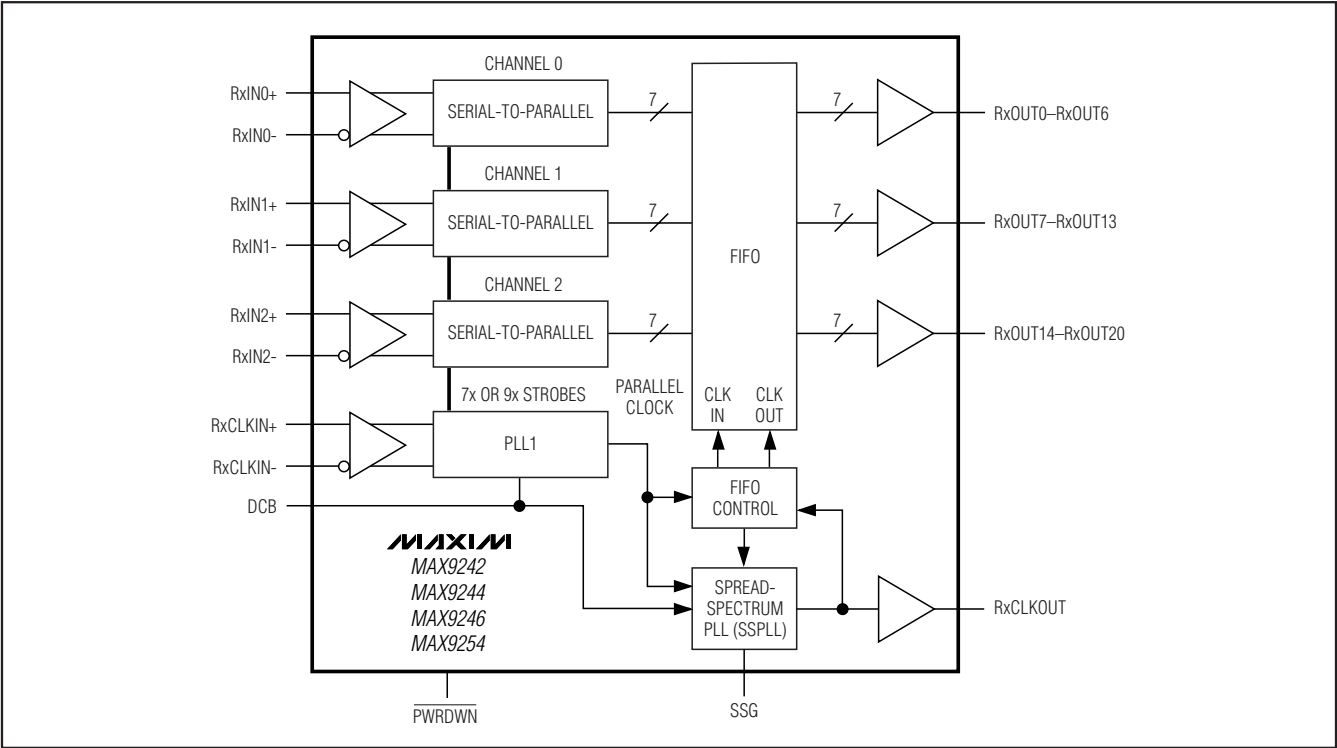 CHANNEL 0
RxIN0+
RxIN0-
SERIAL-TO-PARALLEL
7
7
RxOUT0–RxOUT6
CHANNEL 1
RxIN1+
RxIN1-
SERIAL-TO-PARALLEL
7
7
RxOUT7–RxOUT13
FIFO
CHANNEL 2
RxIN2+
RxIN2-
SERIAL-TO-PARALLEL
7
7
RxOUT14–RxOUT20
7x OR 9x STROBES
PARALLEL
CLOCK
CLK
IN
CLK
OUT
RxCLKIN+
RxCLKIN-
PLL1
DCB
FIFO
CONTROL
MAXIM
MAX9242
MAX9244
MAX9246
MAX9254
SPREAD-
SPECTRUM
PLL (SSPLL)
RxCLKOUT
PWRDWN
SSG